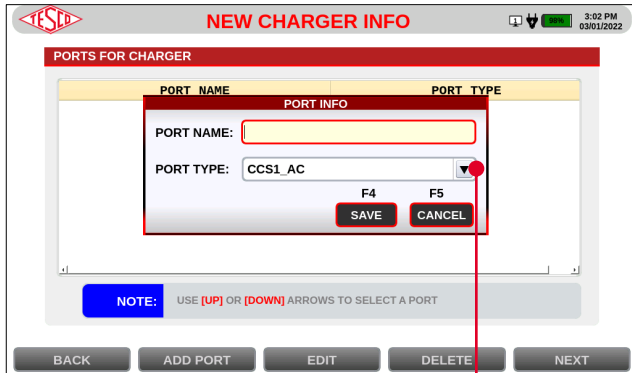 TESCO
NEW CHARGER INFO
1
98%
3:02 PM
03/01/2022
PORTS FOR CHARGER
PORT NAME PORT TYPE
PORT INFO
PORT NAME:
PORT TYPE: CCS1_AC
F4 F5
SAVE CANCEL
NOTE: USE [UP] OR [DOWN] ARROWS TO SELECT A PORT
BACK ADD PORT EDIT DELETE NEXT